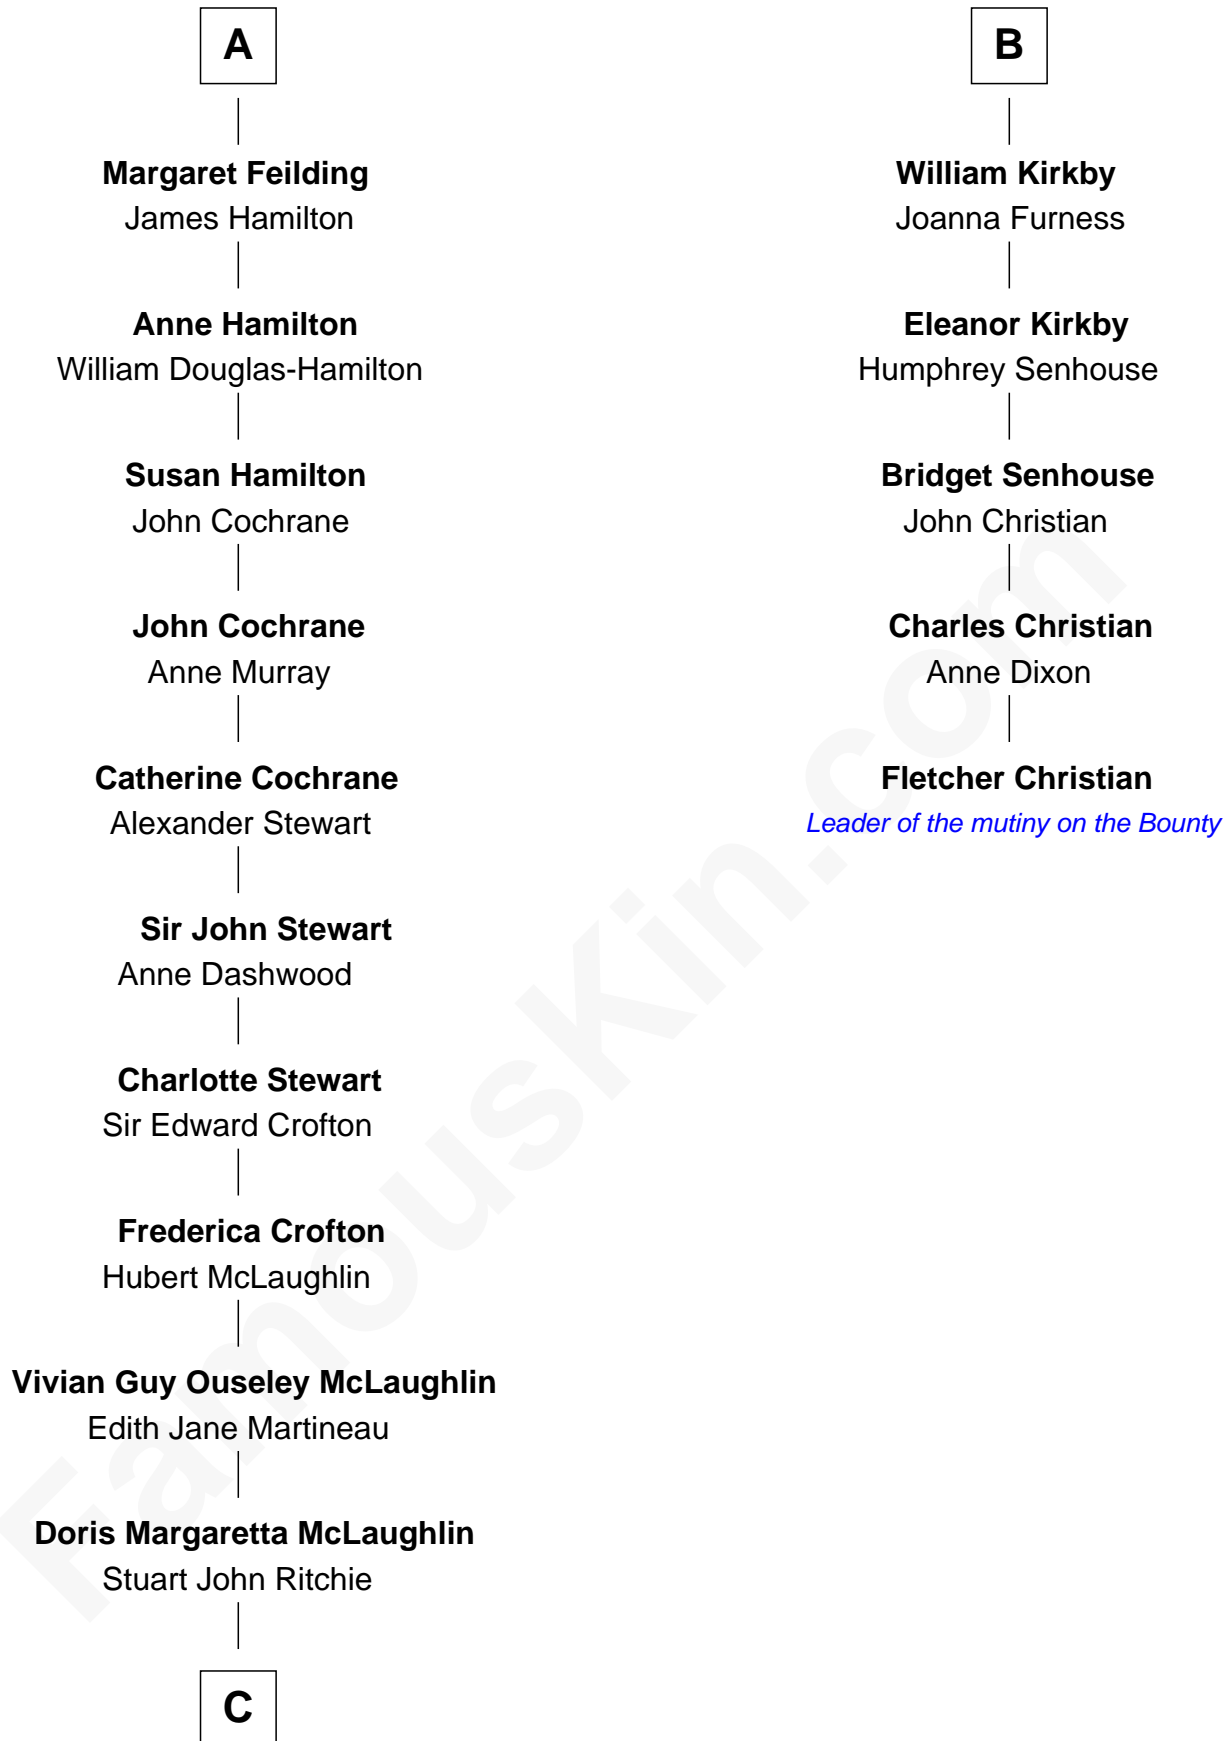 A
Margaret Feilding
James Hamilton
Anne Hamilton
William Douglas-Hamilton
Susan Hamilton
John Cochrane
John Cochrane
Anne Murray
Catherine Cochrane
Alexander Stewart
Sir John Stewart
Anne Dashwood
Charlotte Stewart
Sir Edward Crofton
Frederica Crofton
Hubert McLaughlin
Vivian Guy Ouseley McLaughlin
Edith Jane Martineau
Doris Margaretta McLaughlin
Stuart John Ritchie
C
B
William Kirkby
Joanna Furness
Eleanor Kirkby
Humphrey Senhouse
Bridget Senhouse
John Christian
Charles Christian
Anne Dixon
Fletcher Christian
Leader of the mutiny on the Bounty
FamousKin.com